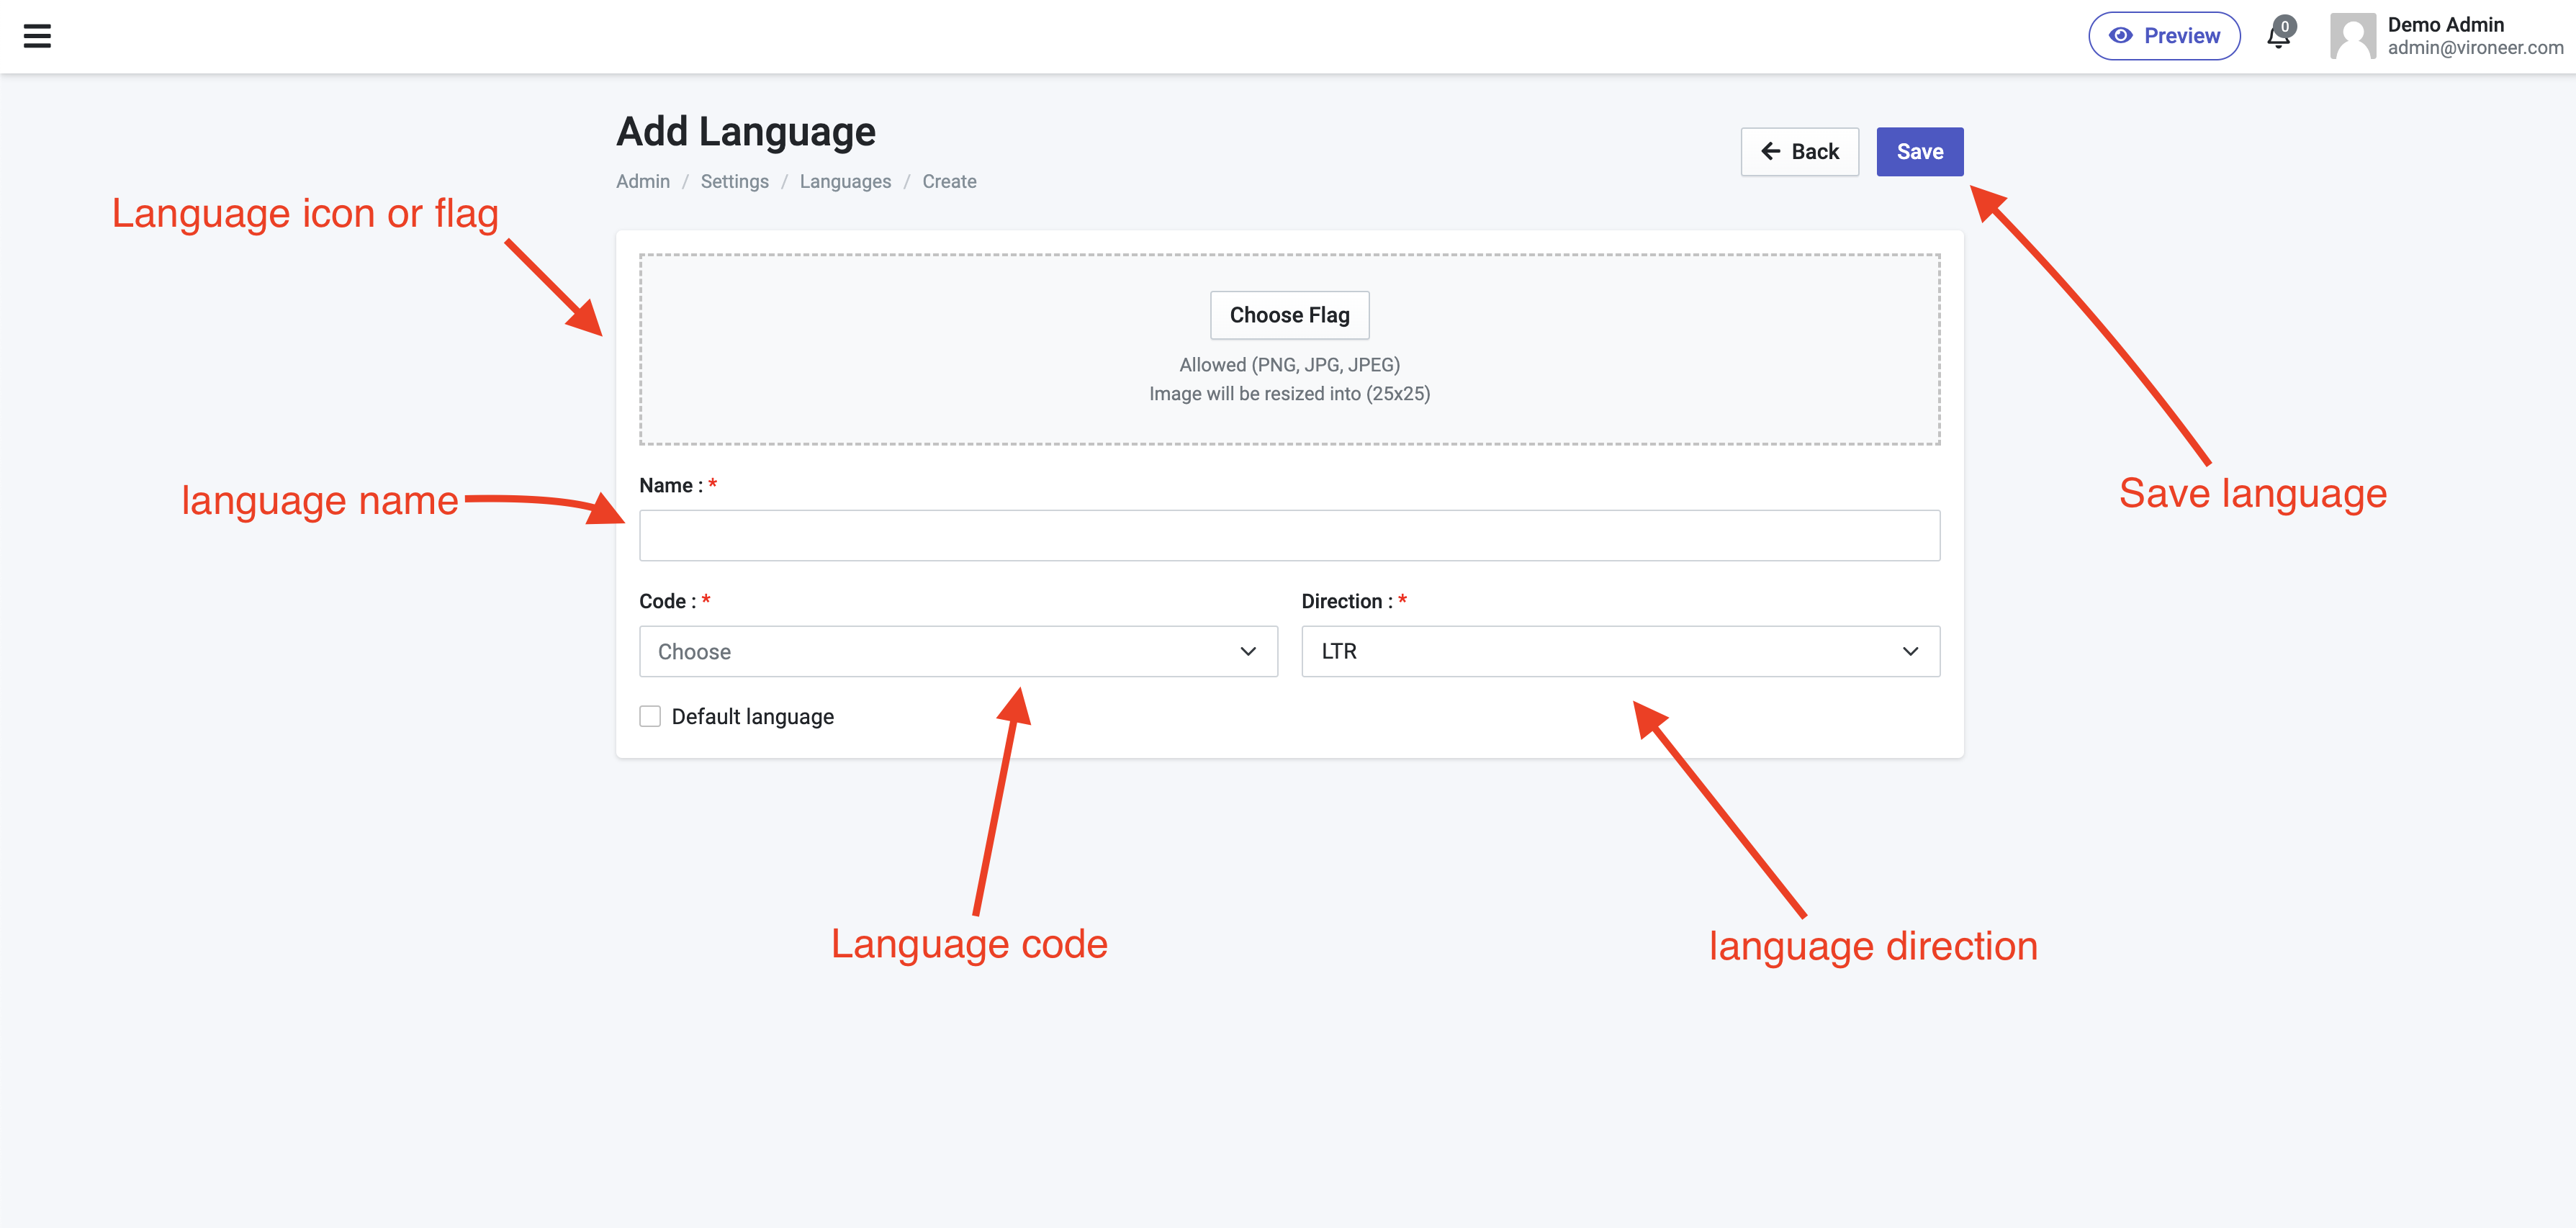 Preview
0
Demo Admin
admin@vironeer.com
Add Language
Admin / Settings / Languages / Create
Back
Save
Language icon or flag
Choose Flag
Allowed (PNG, JPG, JPEG)
Image will be resized into (25x25)
Name : *
language name
Save language
Code : *
Direction : *
Choose
LTR
Default language
Language code
language direction